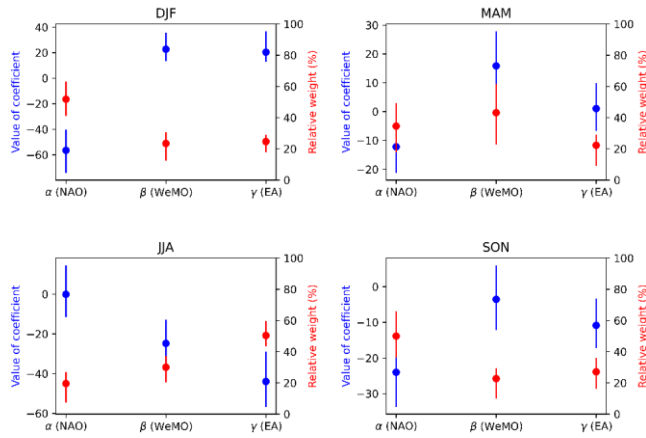 DJF
Value of coefficient
40
20
0
−20
−40
−60
Relative weight (%)
100
80
60
40
20
0
α (NAO) β (WeMO) γ (EA)
MAM
Value of coefficient
30
20
10
0
−10
−20
Relative weight (%)
100
80
60
40
20
0
α (NAO) β (WeMO) γ (EA)
JJA
Value of coefficient
0
−20
−40
−60
Relative weight (%)
100
80
60
40
20
0
α (NAO) β (WeMO) γ (EA)
SON
Value of coefficient
0
−10
−20
−30
Relative weight (%)
100
80
60
40
20
0
α (NAO) β (WeMO) γ (EA)